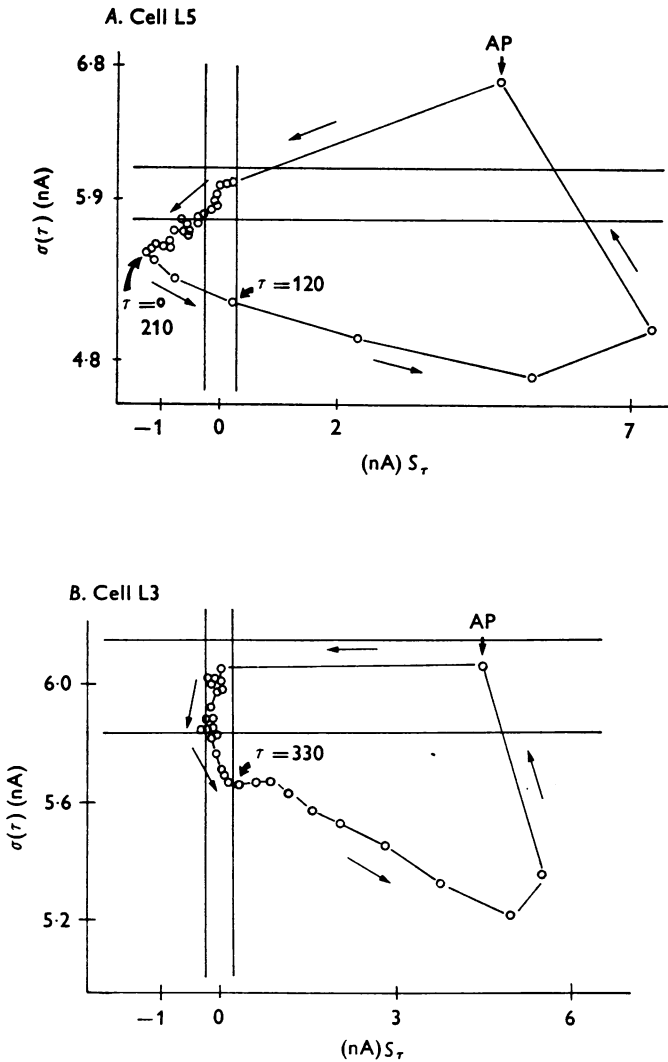 A. Cell L5
AP
6·8
5·9
4·8
σ(τ) (nA)
τ = 120
τ = 0
210
−1 0 2 7
(nA) Sτ
B. Cell L3
AP
6·0
5·6
5·2
σ(τ) (nA)
τ = 330
−1 0 3 6
(nA) Sτ